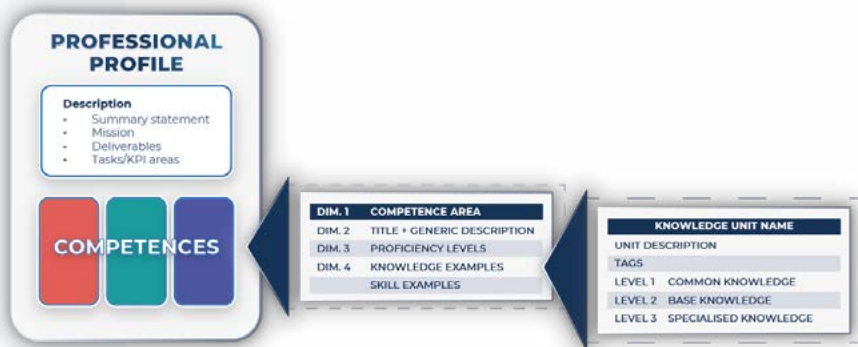 PROFESSIONAL
PROFILE
Description
• Summary statement
• Mission
• Deliverables
• Tasks/KPI areas
COMPETENCES
DIM. 1 COMPETENCE AREA
DIM. 2 TITLE + GENERIC DESCRIPTION
DIM. 3 PROFICIENCY LEVELS
DIM. 4 KNOWLEDGE EXAMPLES
SKILL EXAMPLES
KNOWLEDGE UNIT NAME
UNIT DESCRIPTION
TAGS
LEVEL 1 COMMON KNOWLEDGE
LEVEL 2 BASE KNOWLEDGE
LEVEL 3 SPECIALISED KNOWLEDGE